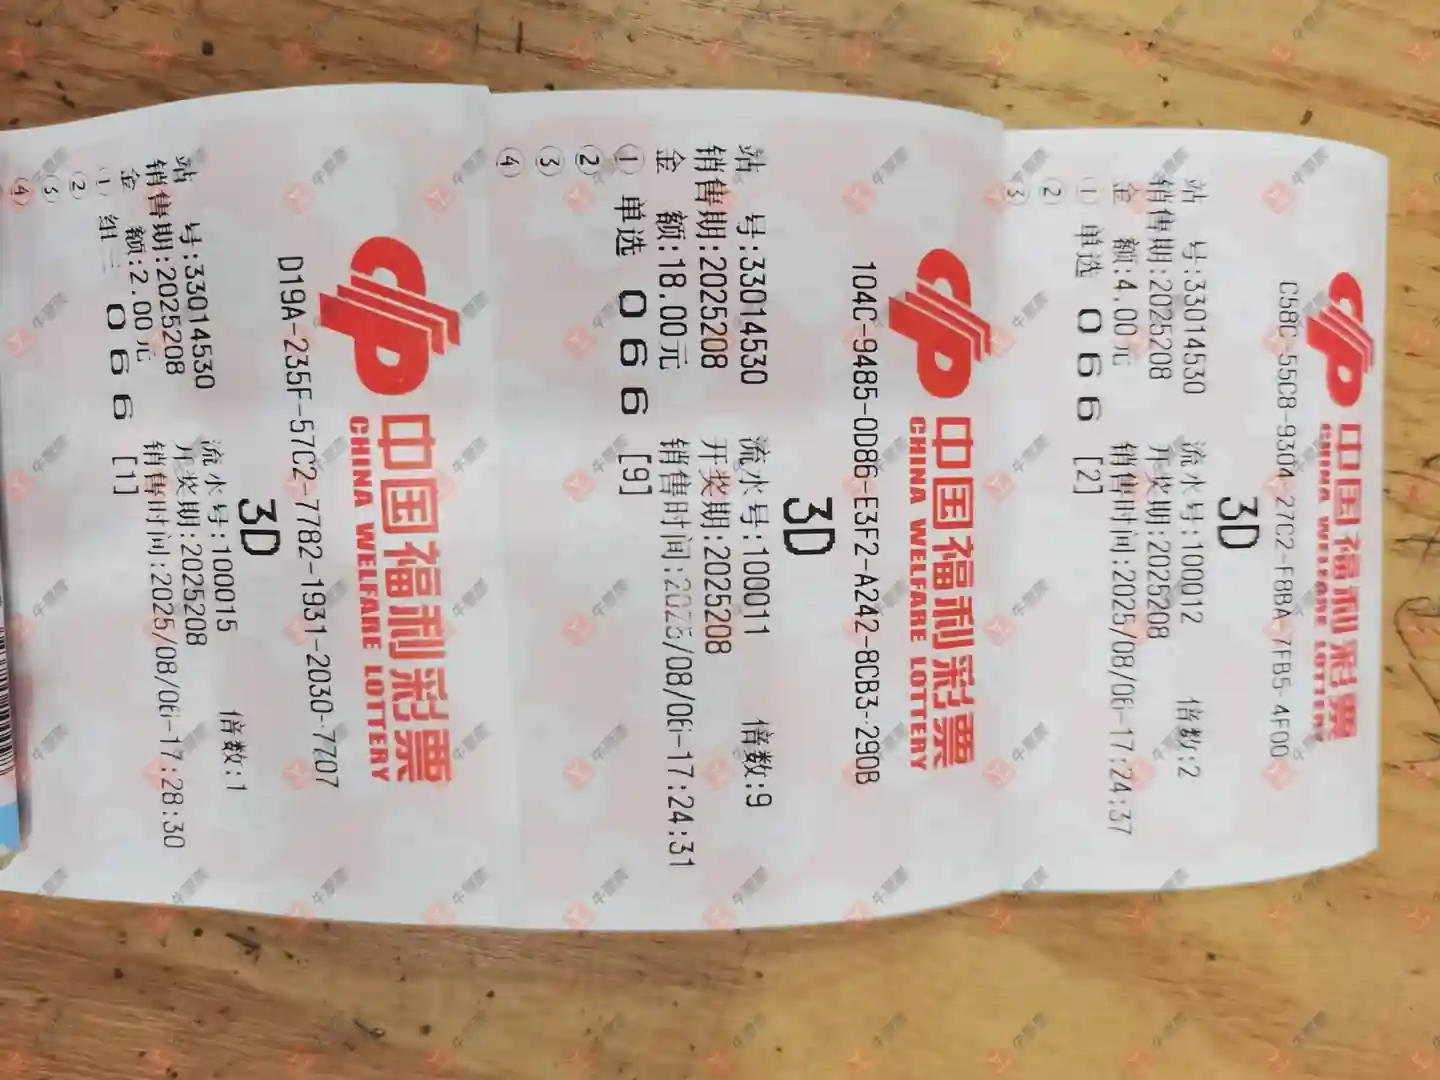 中国福利彩票
CHINA WELFARE LOTTERY
D19A-235F-57C2-7782-1931-2030-7707
3D
站 号:33014530 流水号:100015 倍数:1
销售期:2025208 开奖期:2025208
金 额:2.00元 销售时间:2025/08/06-17:28:30
① 组三 0 6 6 [1]
②
③
④
中国福利彩票
CHINA WELFARE LOTTERY
104C-9485-0D86-E3F2-A242-8CB3-290B
3D
站 号:33014530 流水号:100011 倍数:9
销售期:2025208 开奖期:2025208
金 额:18.00元 销售时间:2025/08/06-17:24:31
① 单选 0 6 6 [9]
②
③
④
中国福利彩票
CHINA WELFARE LOTTERY
C58C-55C8-9304-27C2-F8BA-7FB5-4F00
3D
站 号:33014530 流水号:100012 倍数:2
销售期:2025208 开奖期:2025208
金 额:4.00元 销售时间:2025/08/06-17:24:37
① 单选 0 6 6 [2]
②
③